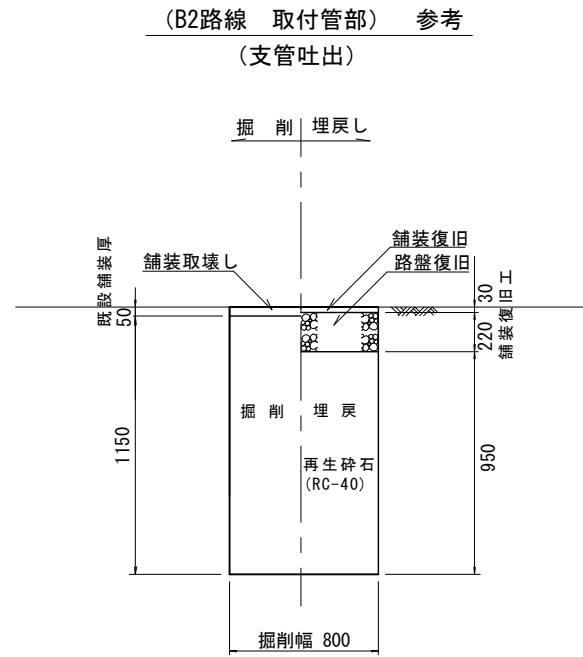 (B2路線 取付管部) 参考
(支管吐出)
掘 削 埋戻し
舗装復旧
舗装取壊し
路盤復旧
既設舗装厚
50
1150
30
220
舗装復旧工
950
掘 削 埋 戻
再生砕石
(RC-40)
掘削幅 800